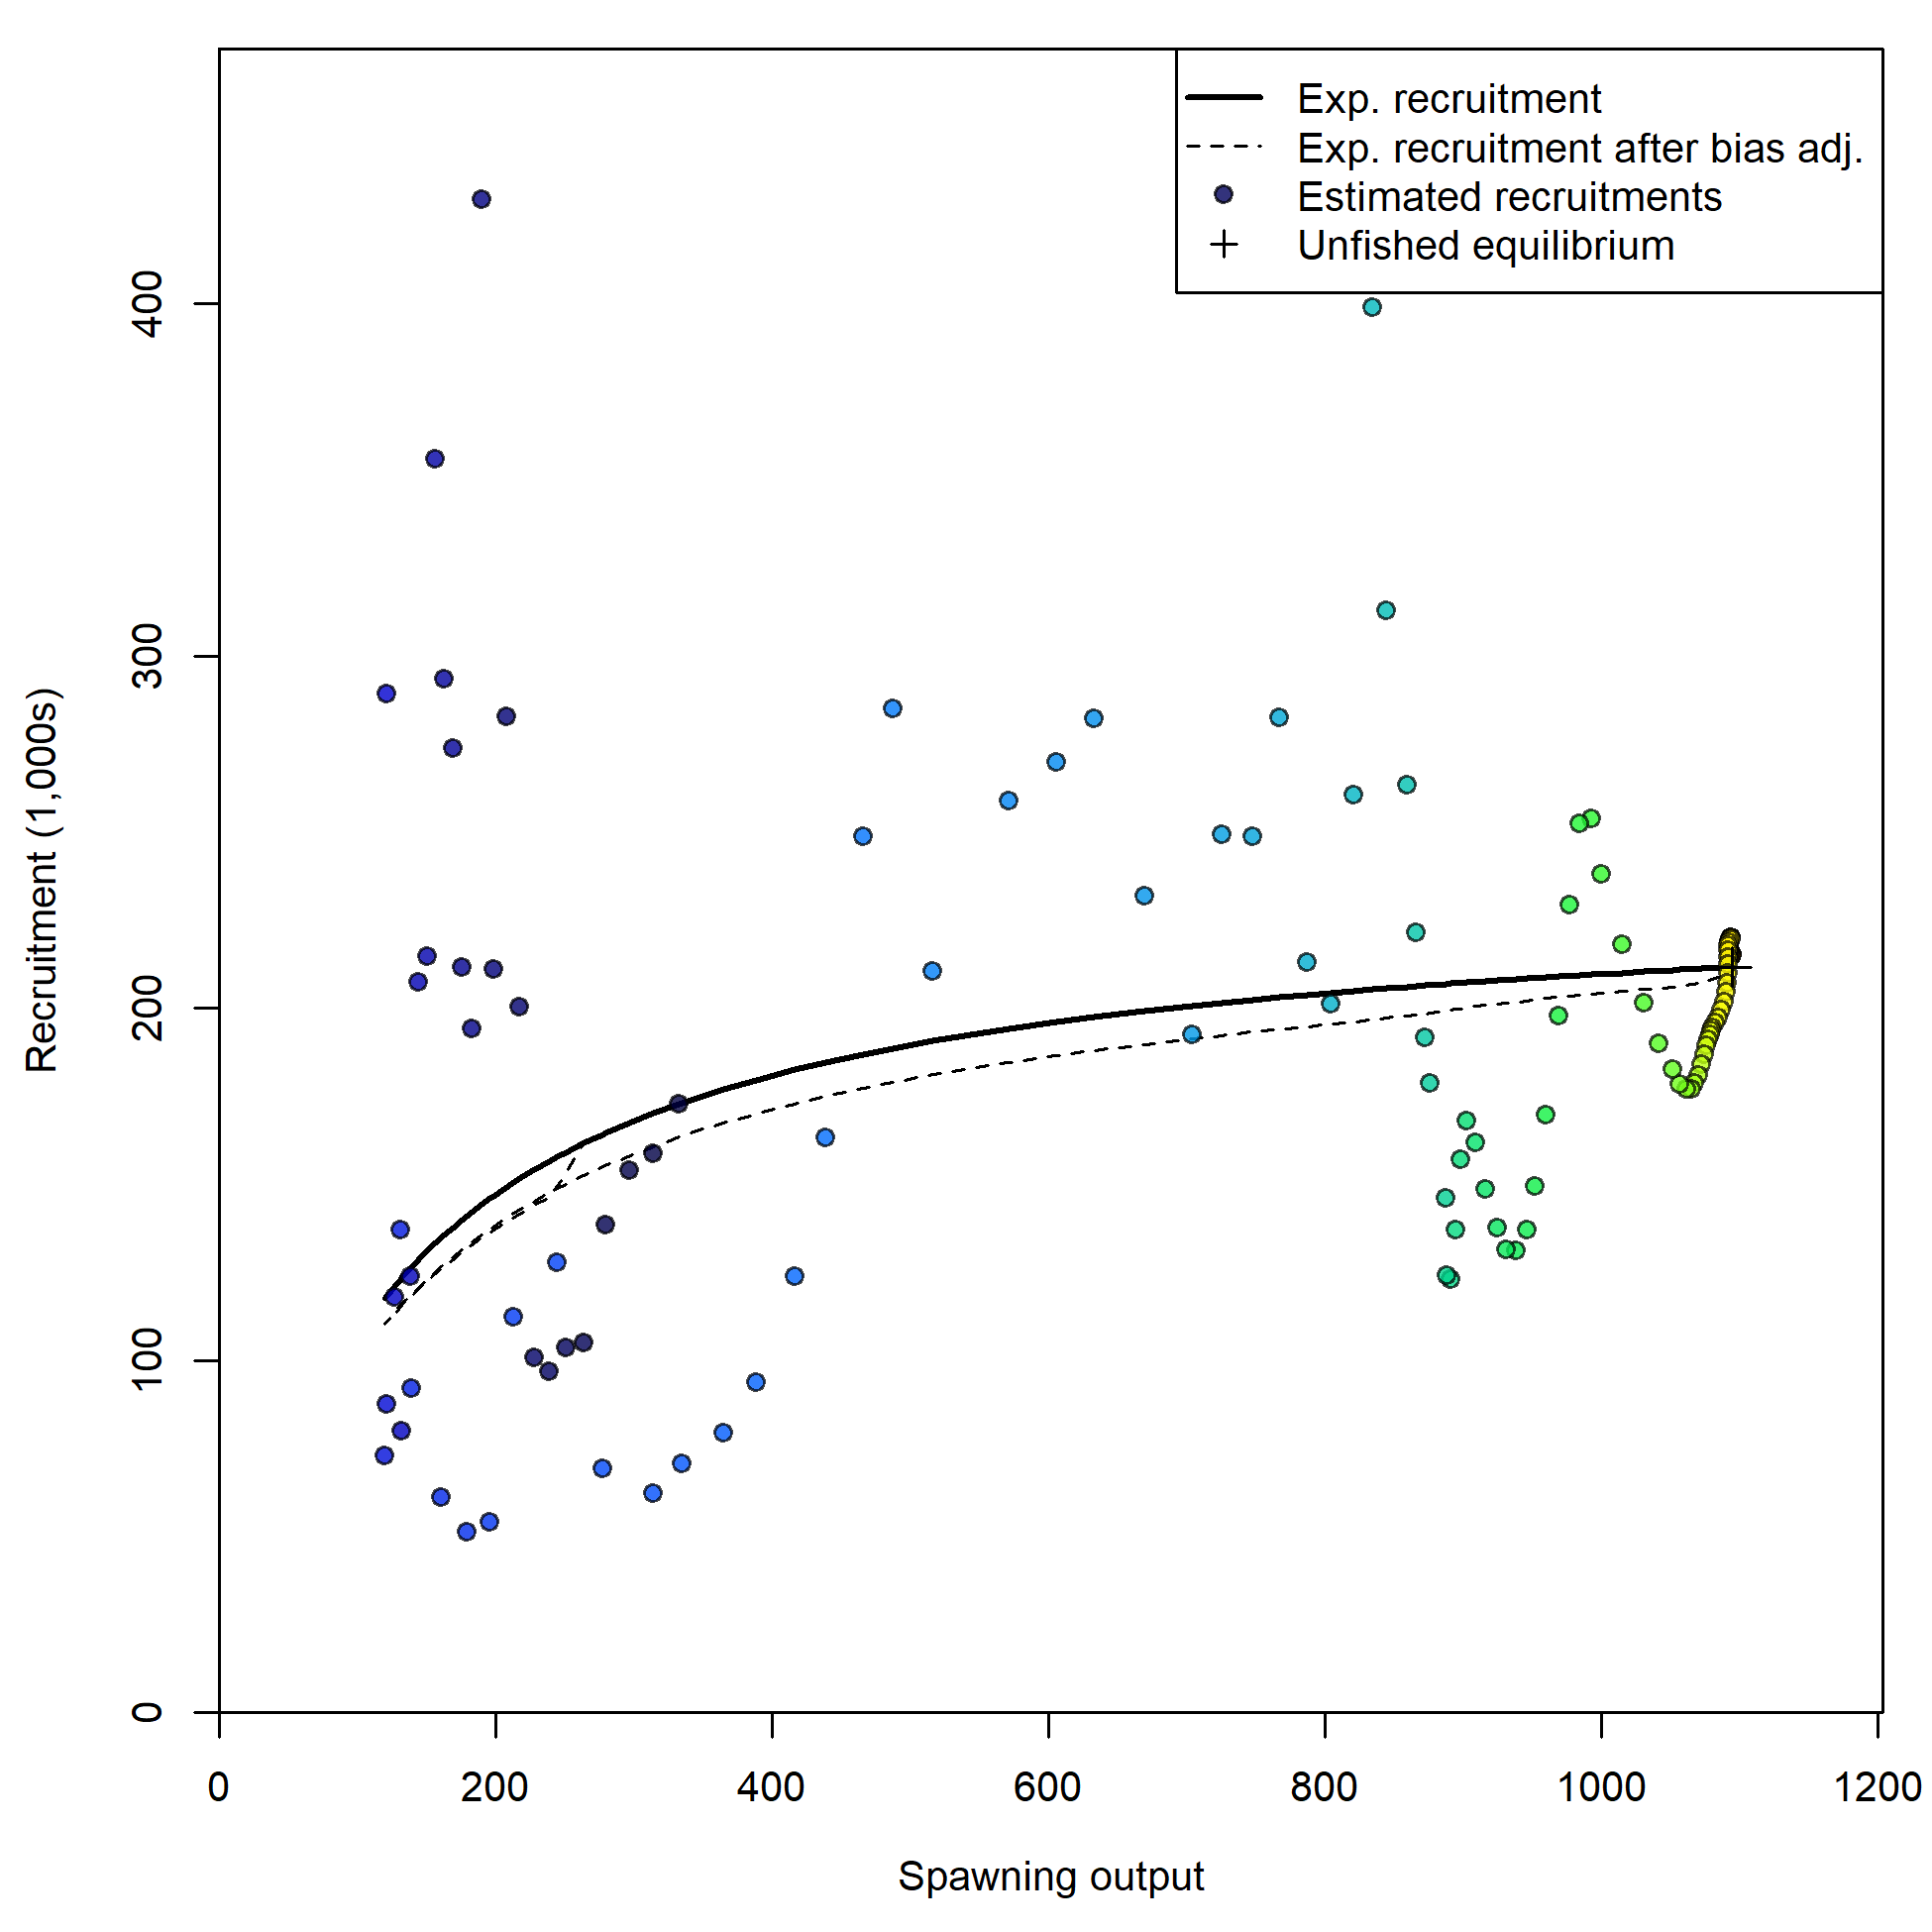 Exp. recruitment
Exp. recruitment after bias adj.
Estimated recruitments
Unfished equilibrium
Recruitment (1,000s)
400
300
200
100
0
0 200 400 600 800 1000 1200
Spawning output